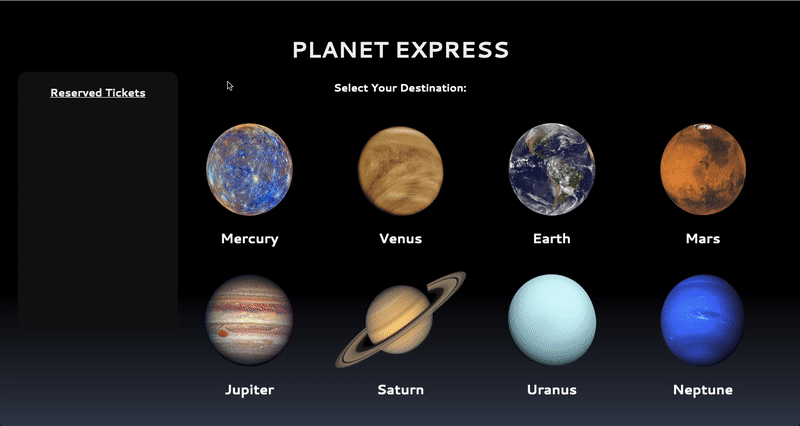 PLANET EXPRESS
Reserved Tickets
Select Your Destination:
Mercury
Venus
Earth
Mars
Jupiter
Saturn
Uranus
Neptune